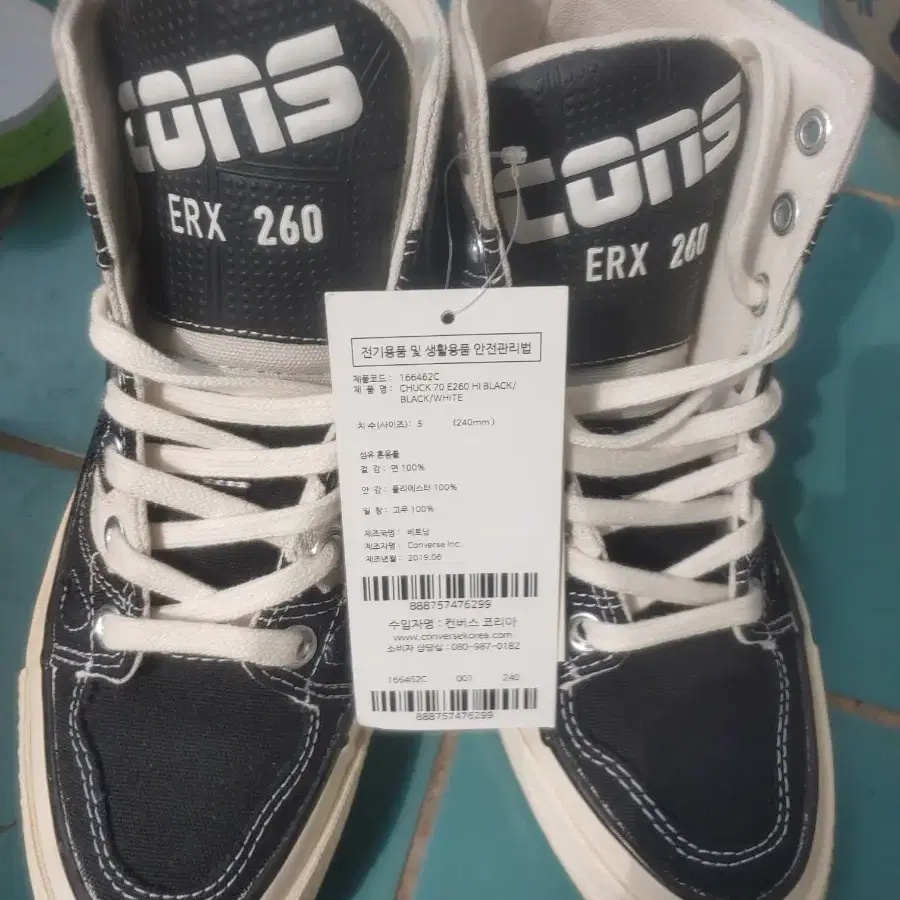 CONS
ERX 260
CONS
ERX 260
전기용품 및 생활용품 안전관리법
제품코드 : 166462C
제 품 명 : CHUCK 70 E260 HI BLACK/
BLACK/WHITE
치 수(사이즈) : 5 (240mm)
섬유 혼용률
겉 감 : 면 100%
안 감 : 폴리에스터 100%
밑 창 : 고무 100%
제조국명 : 베트남
제조자명 : Converse Inc.
제조년월 : 2019.06
888757476299
수입자명 : 컨버스 코리아
www.conversekorea.com
소비자 상담실 : 080-987-0182
166462C 001 240
888757476299